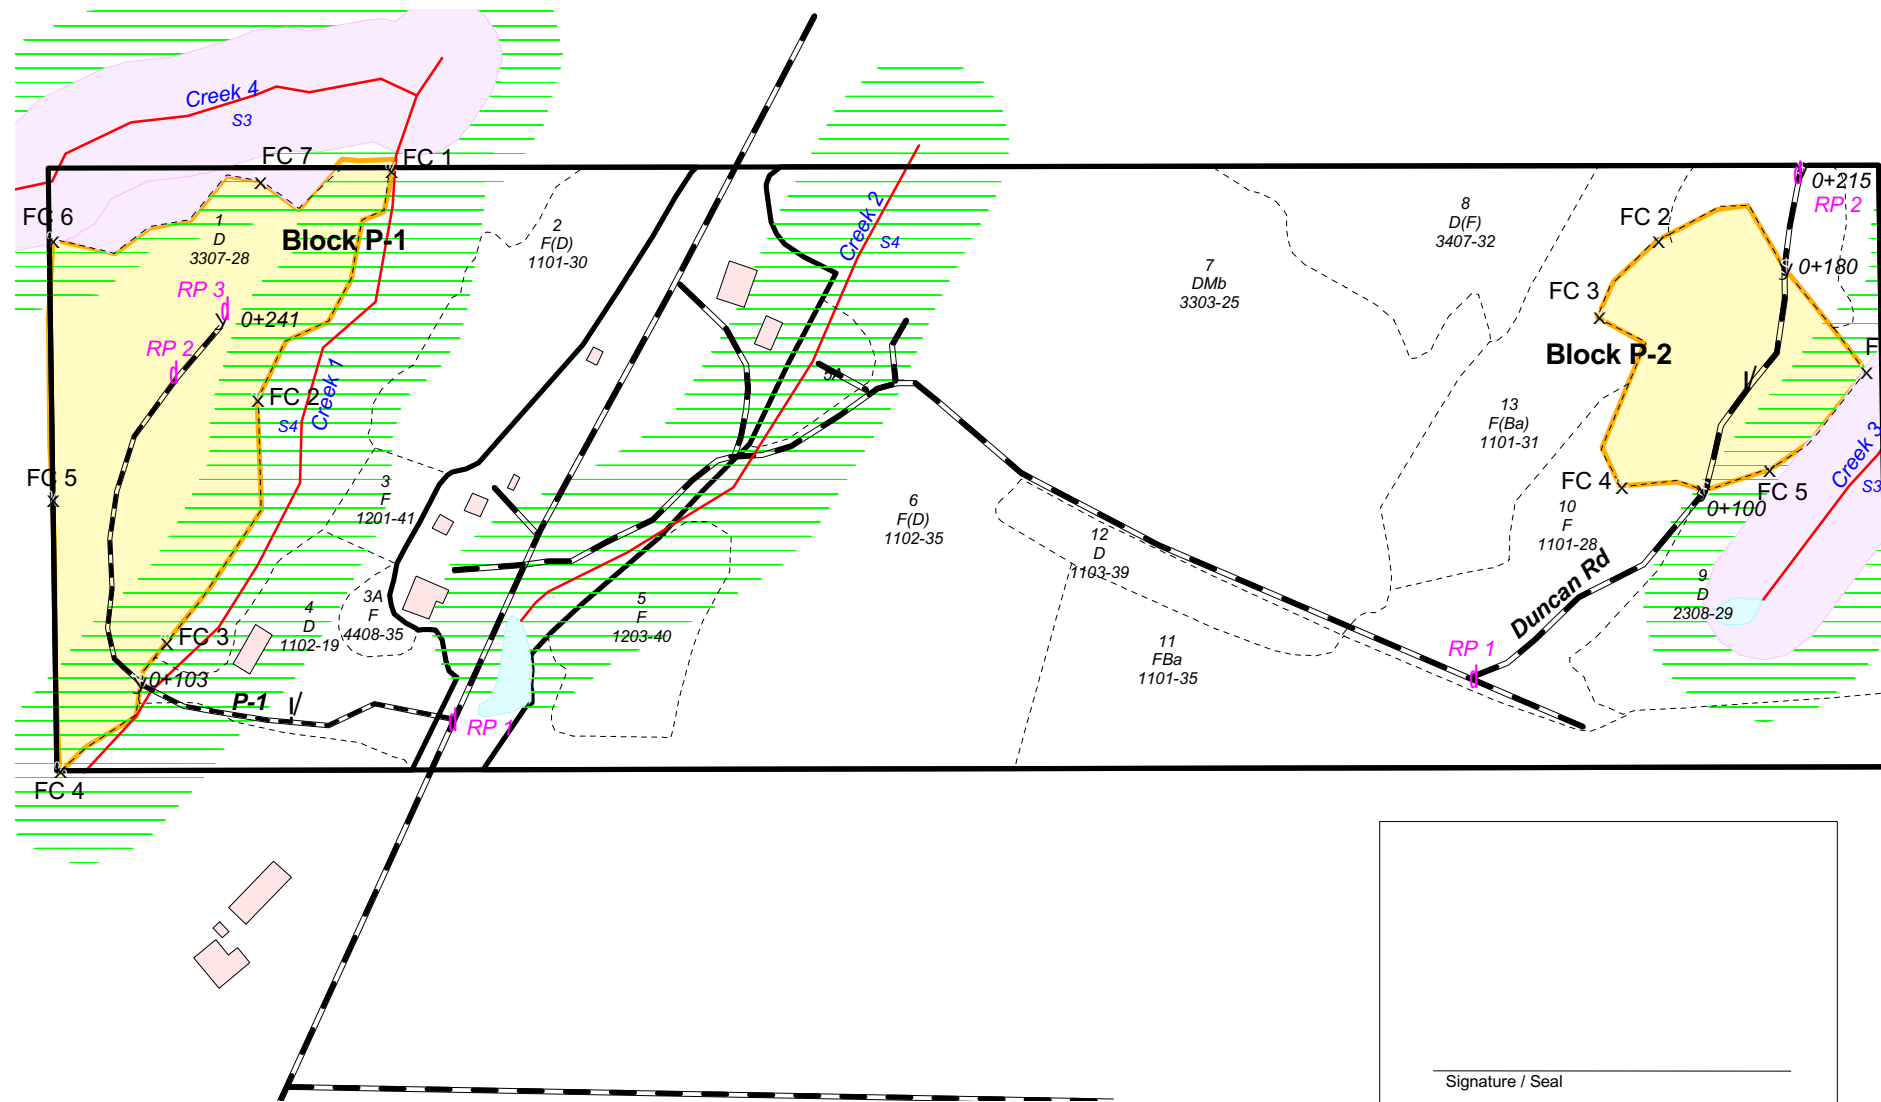 Creek 4
S3
FC 7
FC 1
FC 6
1
D
3307-28
Block P-1
2
F(D)
1101-30
Creek 2
S4
7
DMb
3303-25
8
D(F)
3407-32
0+215
RP 2
FC 2
0+180
FC 3
Block P-2
F
RP 3
0+241
RP 2
FC 2
S4
Creek 1
5A
13
F(Ba)
1101-31
FC 5
3
F
1201-41
6
F(D)
1102-35
12
D
1103-39
FC 4
FC 5
0+100
10
F
1101-28
Creek 3
S3
Duncan Rd
9
D
2308-29
FC 3
4
D
1102-19
3A
F
4408-35
5
F
1203-40
11
FBa
1101-35
RP 1
0+103
P-1
RP 1
FC 4
Signature / Seal